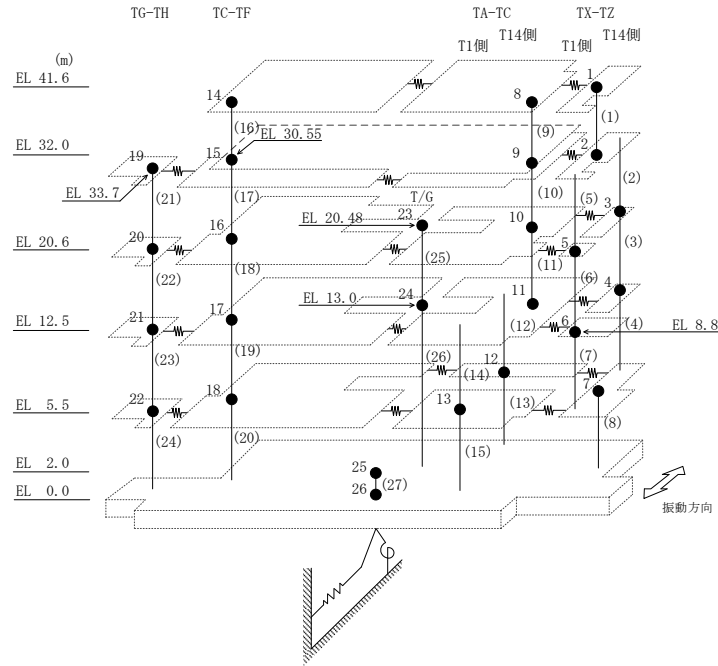 TG-TH TC-TF TA-TC TX-TZ
T1側 T14側 T1側 T14側
(m)
EL 41.6
14 8 1
(16) (9) (1)
EL 30.55
EL 32.0
19 15 9 2
EL 33.7
(21) (17) (10) (2)
T/G
EL 20.48
23 (5) 3
16 10 (3)
EL 20.6
20 5
(22) (18) (25) (11)
(6)
EL 13.0
24 11 4
EL 12.5
21 17 (12) 6 (4)
EL 8.8
(23) (19) (26) 12 (7)
(14)
EL 5.5
22 18 13 (13) 7
(8)
(24) (20) (15)
EL 2.0
25
(27)
EL 0.0
26
振動方向